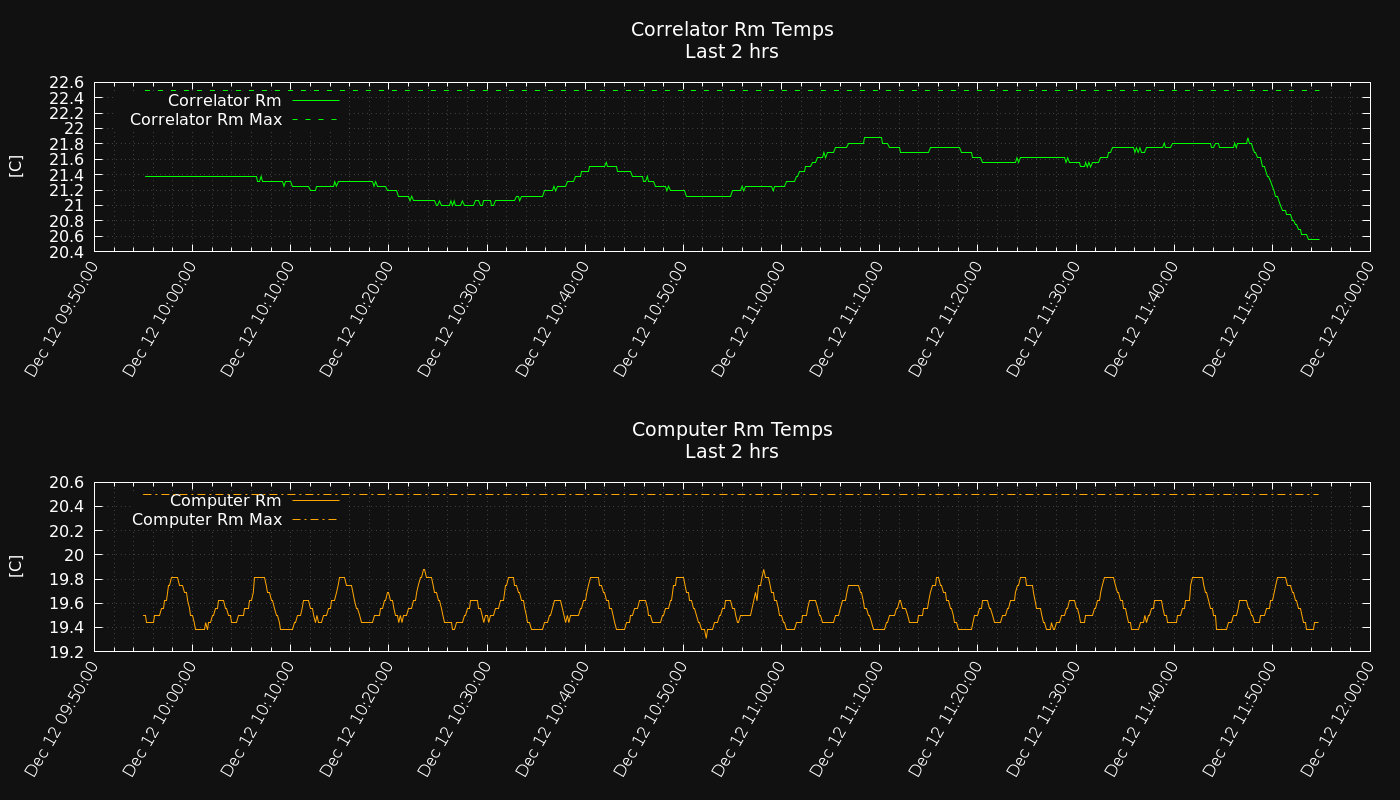 Correlator Rm Temps
Last 2 hrs
[C]
22.6
22.4
22.2
22
21.8
21.6
21.4
21.2
21
20.8
20.6
20.4
Correlator Rm
Correlator Rm Max
Dec 12 09:50:00
Dec 12 10:00:00
Dec 12 10:10:00
Dec 12 10:20:00
Dec 12 10:30:00
Dec 12 10:40:00
Dec 12 10:50:00
Dec 12 11:00:00
Dec 12 11:10:00
Dec 12 11:20:00
Dec 12 11:30:00
Dec 12 11:40:00
Dec 12 11:50:00
Dec 12 12:00:00
Computer Rm Temps
Last 2 hrs
[C]
20.6
20.4
20.2
20
19.8
19.6
19.4
19.2
Computer Rm
Computer Rm Max
Dec 12 09:50:00
Dec 12 10:00:00
Dec 12 10:10:00
Dec 12 10:20:00
Dec 12 10:30:00
Dec 12 10:40:00
Dec 12 10:50:00
Dec 12 11:00:00
Dec 12 11:10:00
Dec 12 11:20:00
Dec 12 11:30:00
Dec 12 11:40:00
Dec 12 11:50:00
Dec 12 12:00:00